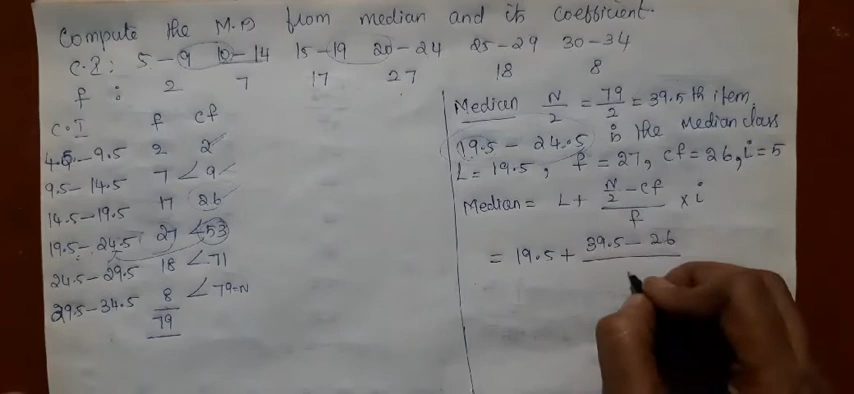 Compute the M.D from median and its coefficient.
C.I : 5-9 10-14 15-19 20-24 25-29 30-34
f : 2 7 17 27 18 8
C.I f cf
4.5-9.5 2 2
9.5-14.5 7 9
14.5-19.5 17 26
19.5-24.5 27 53
24.5-29.5 18 71
29.5-34.5 8 79=N
79
Median N/2 = 79/2 = 39.5th item,
19.5-24.5 is the median class
L = 19.5, f = 27, cf = 26, i = 5
Median = L + (N/2 - cf)/f × i
= 19.5 + 39.5 - 26